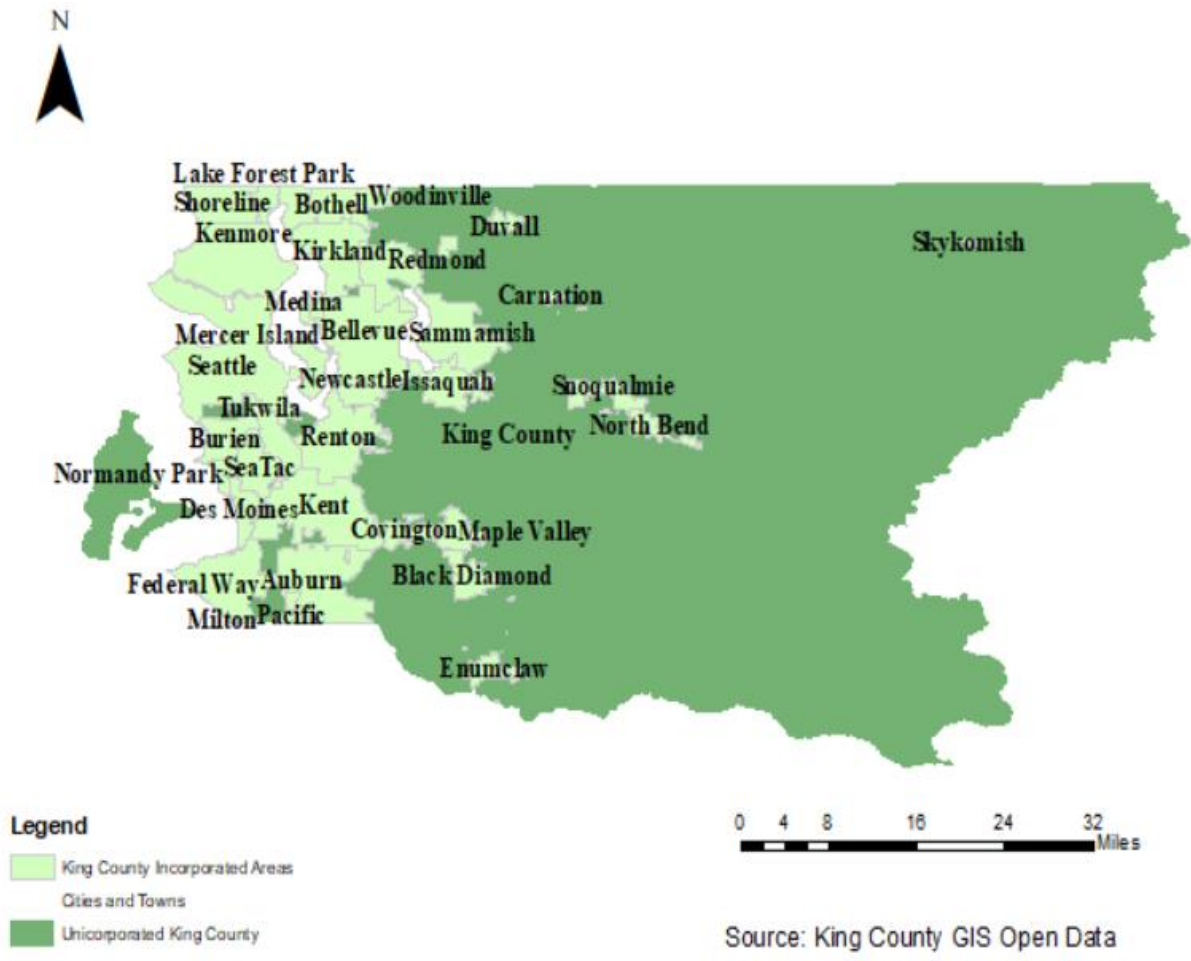 N
Lake Forest Park
Shoreline
Bothell
Woodinville
Duvall
Kenmore
Kirkland
Redmond
Skykomish
Medina
Carnation
Mercer Island
Bellevue
Sammamish
Seattle
Newcastle
Issaquah
Snoqualmie
Tukwila
Burien
Renton
King County
North Bend
Normandy Park
SeaTac
Des Moines
Kent
Covington
Maple Valley
Federal Way
Auburn
Black Diamond
Milton
Pacific
Enumclaw
Legend
King County Incorporated Areas
Cities and Towns
Unicorporated King County
0 4 8 16 24 32
Miles
Source: King County GIS Open Data